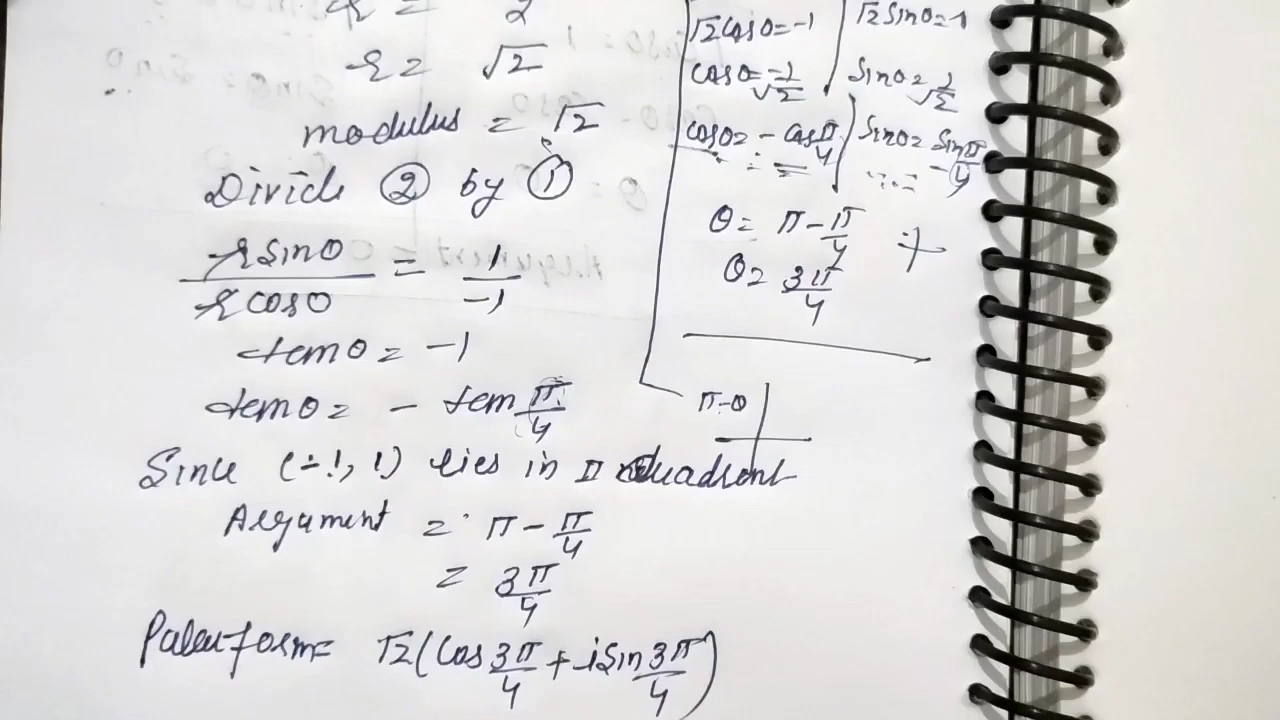 r = 2
r = √2
modulus = √2
Divide ② by ①
r sinθ / r cosθ = 1 / -1
tanθ = -1
tanθ = - tan π/4
Since (-1, 1) lies in II Quadrant
Argument = π - π/4
= 3π/4
Polar form = √2 (cos 3π/4 + i sin 3π/4)
√2 cosθ = -1 | √2 sinθ = 1
cosθ = -1/√2 | sinθ = 1/√2
cosθ = - cos π/4 | sinθ = sin π/4
θ = π - π/4
θ = 3π/4
π-θ